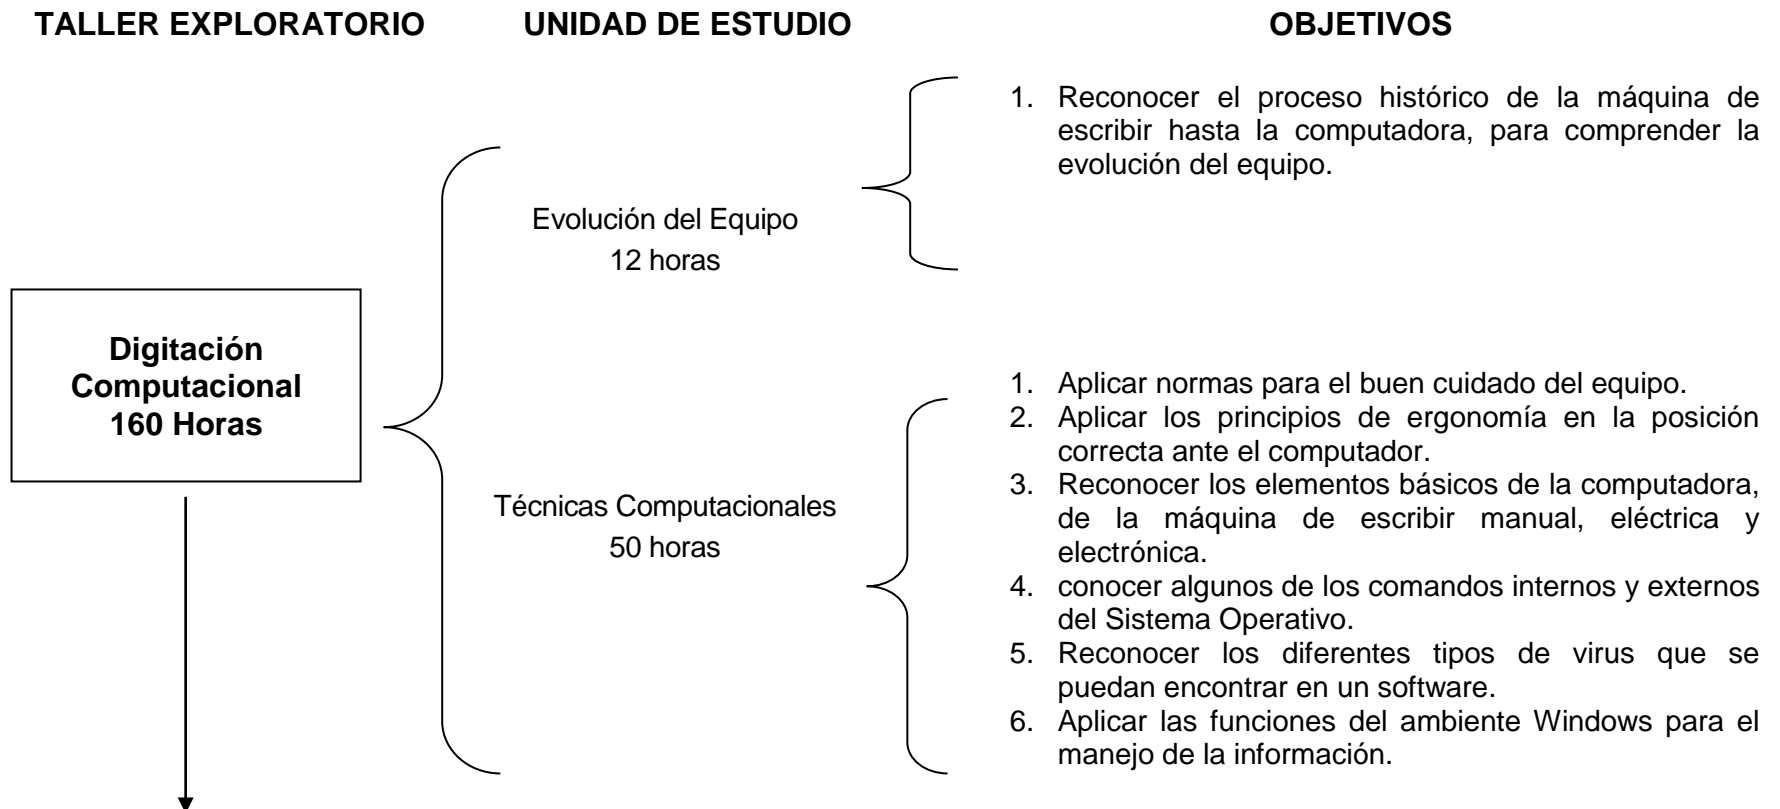 TALLER EXPLORATORIO UNIDAD DE ESTUDIO OBJETIVOS
Digitación
Computacional
160 Horas
Evolución del Equipo
12 horas
1. Reconocer el proceso histórico de la máquina de
escribir hasta la computadora, para comprender la
evolución del equipo.
Técnicas Computacionales
50 horas
1. Aplicar normas para el buen cuidado del equipo.
2. Aplicar los principios de ergonomía en la posición
correcta ante el computador.
3. Reconocer los elementos básicos de la computadora,
de la máquina de escribir manual, eléctrica y
electrónica.
4. conocer algunos de los comandos internos y externos
del Sistema Operativo.
5. Reconocer los diferentes tipos de virus que se
puedan encontrar en un software.
6. Aplicar las funciones del ambiente Windows para el
manejo de la información.